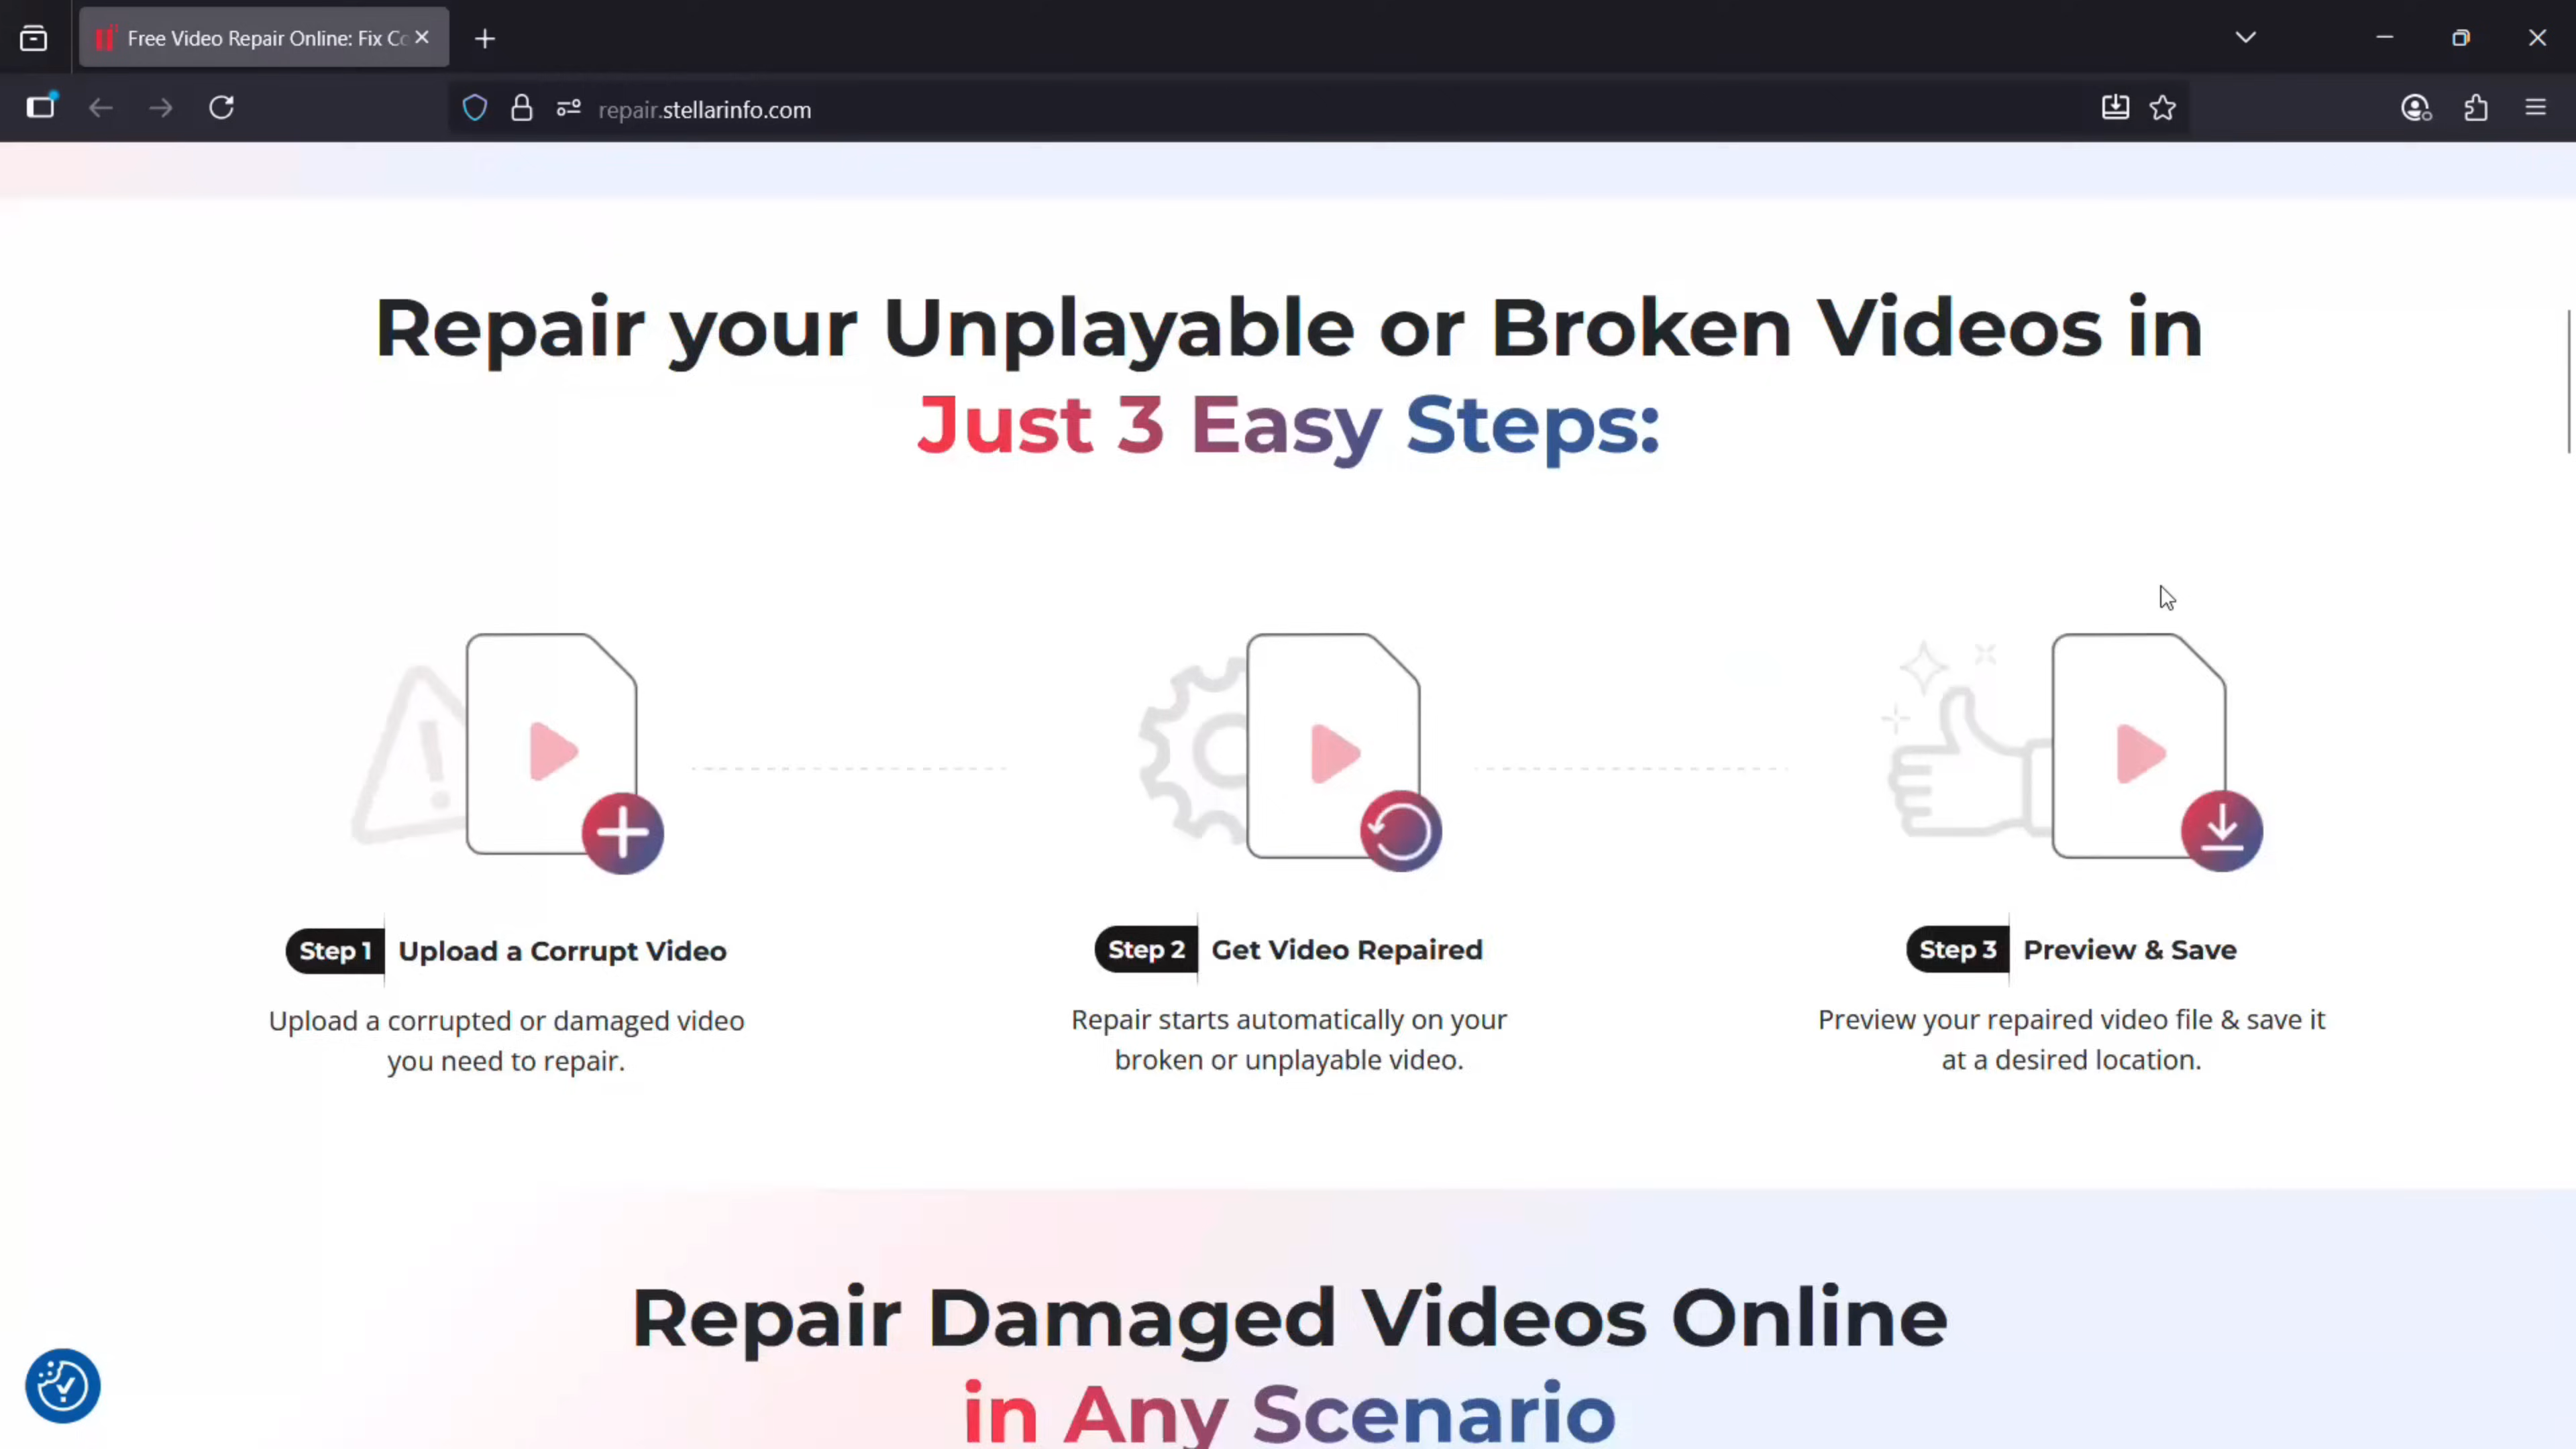 Free Video Repair Online: Fix Co
repair.stellarinfo.com
Repair your Unplayable or Broken Videos in
Just 3 Easy Steps:
Step 1 Upload a Corrupt Video
Upload a corrupted or damaged video
you need to repair.
Step 2 Get Video Repaired
Repair starts automatically on your
broken or unplayable video.
Step 3 Preview & Save
Preview your repaired video file & save it
at a desired location.
Repair Damaged Videos Online
in Any Scenario